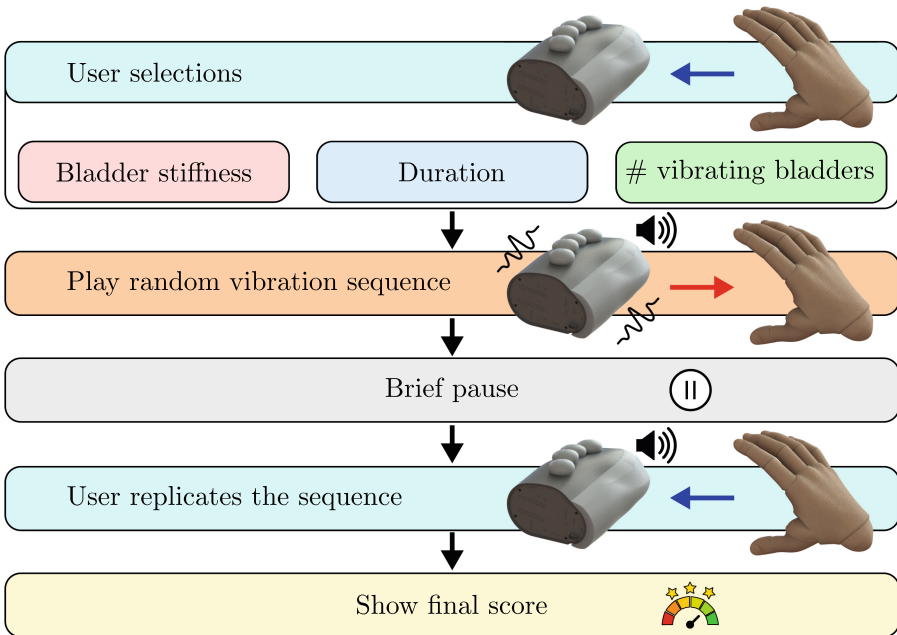 User selections
Bladder stiffness
Duration
# vibrating bladders
Play random vibration sequence
Brief pause
User replicates the sequence
Show final score